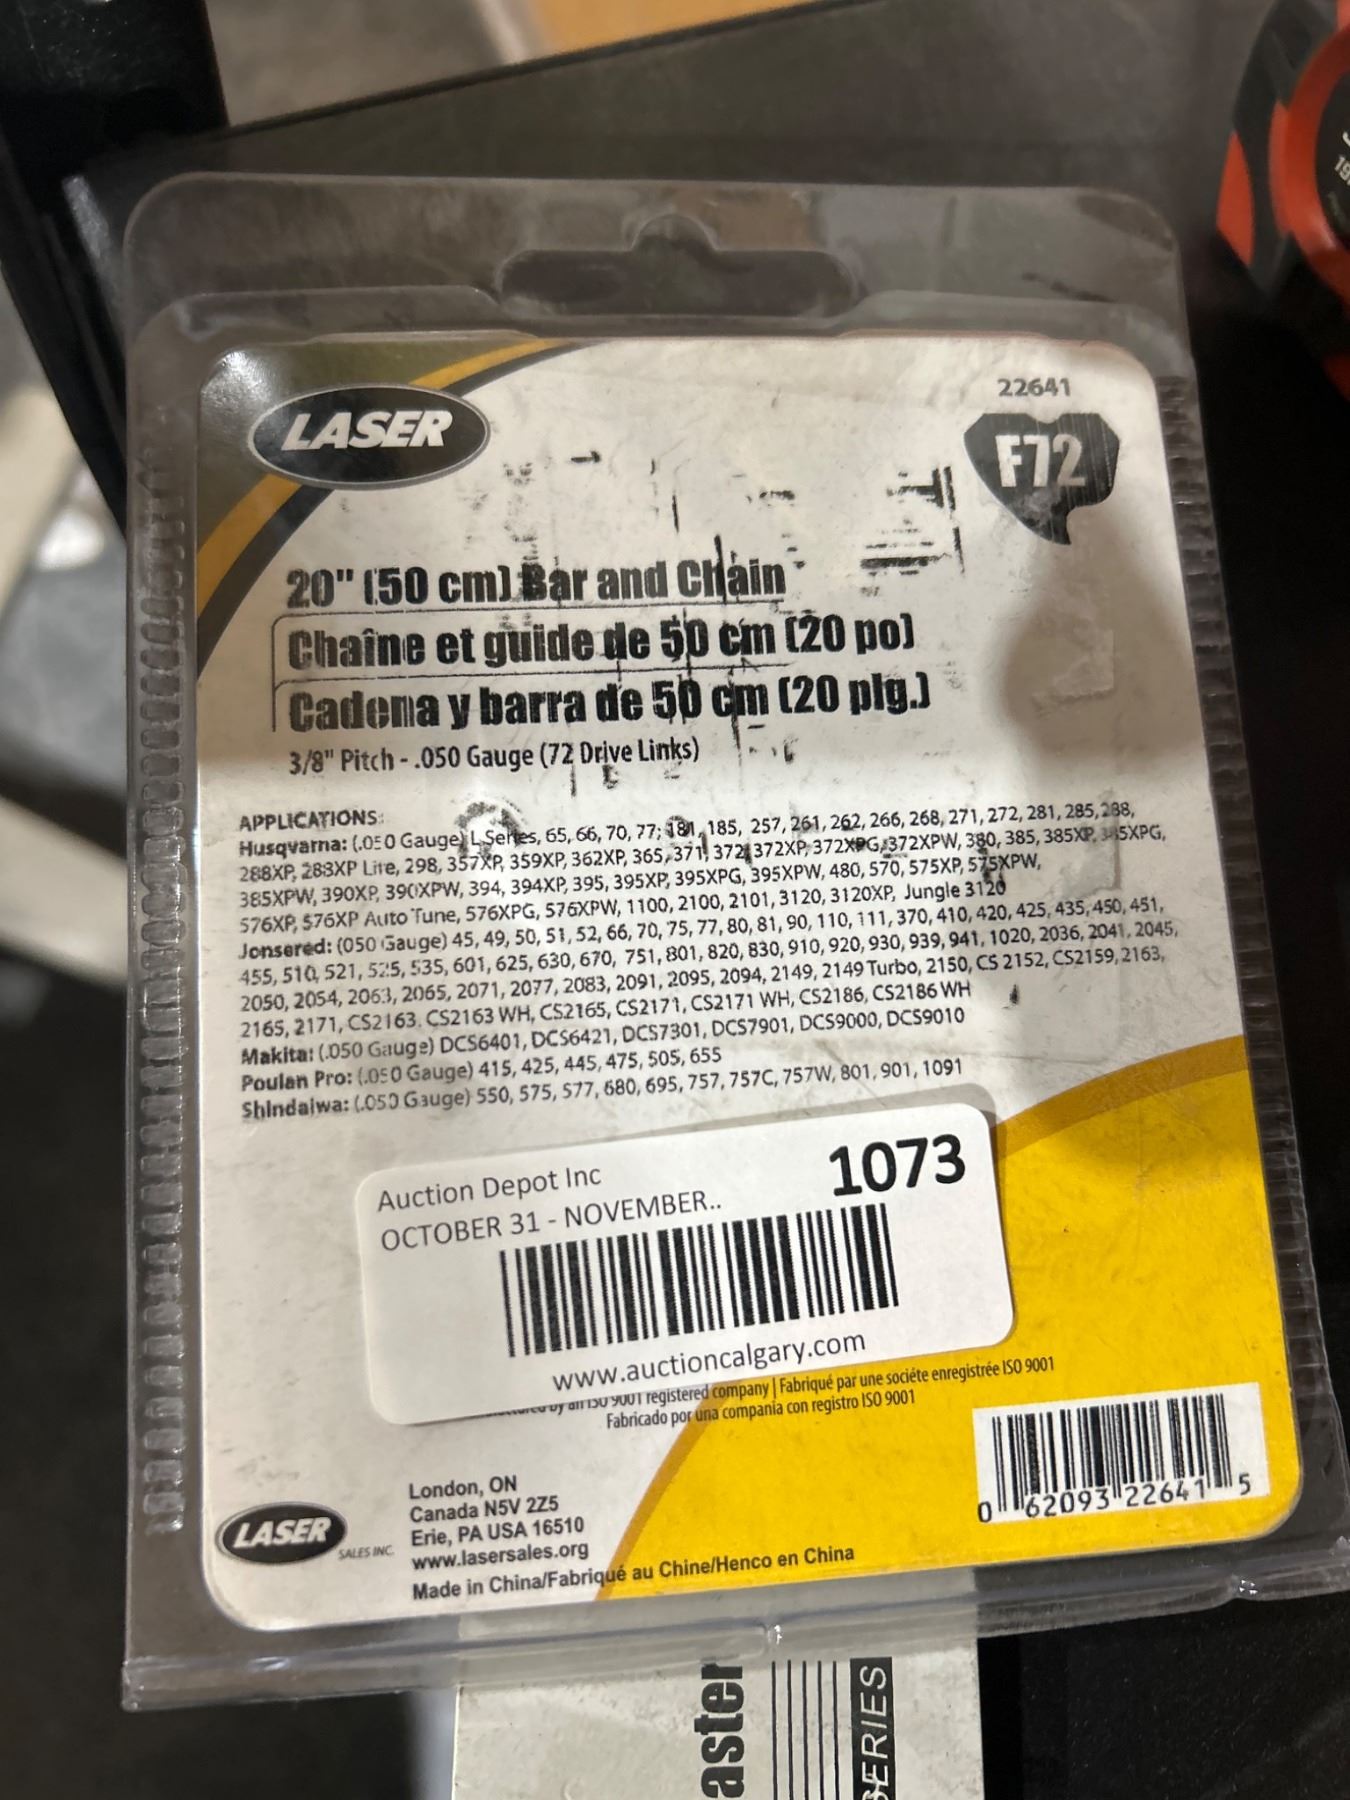 LASER
22641
F72
20" (50 cm) Bar and Chain
Chaîne et guide de 50 cm (20 po)
Cadena y barra de 50 cm (20 plg.)
3/8" Pitch - .050 Gauge (72 Drive Links)
APPLICATIONS:
Husqvarna: (.050 Gauge) L Series, 65, 66, 70, 77, 181, 185, 257, 261, 262, 266, 268, 271, 272, 281, 285, 288,
288XP, 288XP Lite, 298, 357XP, 359XP, 362XP, 365, 371, 372, 372XP, 372XPG, 372XPW, 380, 385, 385XP, 385XPG,
385XPW, 390XP, 390XPW, 394, 394XP, 395, 395XP, 395XPG, 395XPW, 480, 570, 575XP, 575XPW,
576XP, 576XP Auto Tune, 576XPG, 576XPW, 1100, 2100, 2101, 3120, 3120XP, Jungle 3120
Jonsered: (050 Gauge) 45, 49, 50, 51, 52, 66, 70, 75, 77, 80, 81, 90, 110, 111, 370, 410, 420, 425, 435, 450, 451,
455, 510, 521, 525, 535, 601, 625, 630, 670, 751, 801, 820, 830, 910, 920, 930, 939, 941, 1020, 2036, 2041, 2045,
2050, 2054, 2063, 2065, 2071, 2077, 2083, 2091, 2095, 2094, 2149, 2149 Turbo, 2150, CS 2152, CS2159, 2163,
2165, 2171, CS2163, CS2163 WH, CS2165, CS2171, CS2171 WH, CS2186, CS2186 WH
Makita: (.050 Gauge) DCS6401, DCS6421, DCS7301, DCS7901, DCS9000, DCS9010
Poulan Pro: (.050 Gauge) 415, 425, 445, 475, 505, 655
Shindaiwa: (.050 Gauge) 550, 575, 577, 680, 695, 757, 757C, 757W, 801, 901, 1091
Auction Depot Inc
1073
OCTOBER 31 - NOVEMBER..
www.auctioncalgary.com
by an ISO 9001 registered company | Fabriqué par une sociéte enregistrée ISO 9001
Fabricado por una compania con registro ISO 9001
0 62093 22641 5
London, ON
Canada N5V 2Z5
Erie, PA USA 16510
www.lasersales.org
Made in China/Fabriqué au Chine/Henco en China
LASER
SALES INC.
aster
SERIES